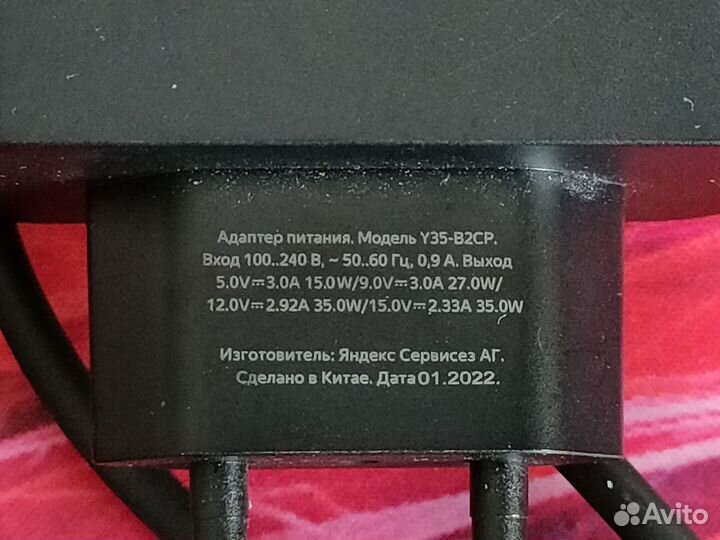 Адаптер питания. Модель Y35-B2CP.
Вход 100..240 В, ~ 50..60 Гц, 0,9 А. Выход
5.0V⎓3.0A 15.0W/9.0V⎓3.0A 27.0W/
12.0V⎓2.92A 35.0W/15.0V⎓2.33A 35.0W
Изготовитель: Яндекс Сервисез АГ.
Сделано в Китае. Дата 01.2022.
Avito